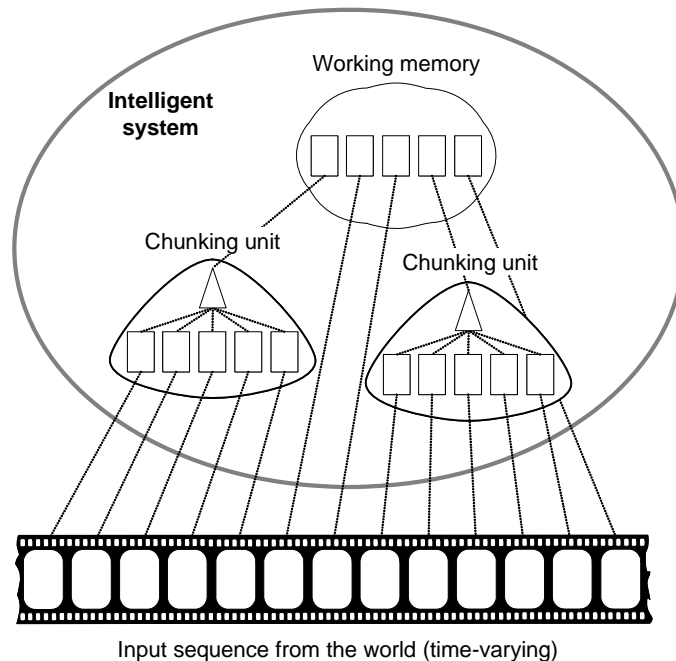 Working memory
Intelligent
system
Chunking unit
Chunking unit
Input sequence from the world (time-varying)